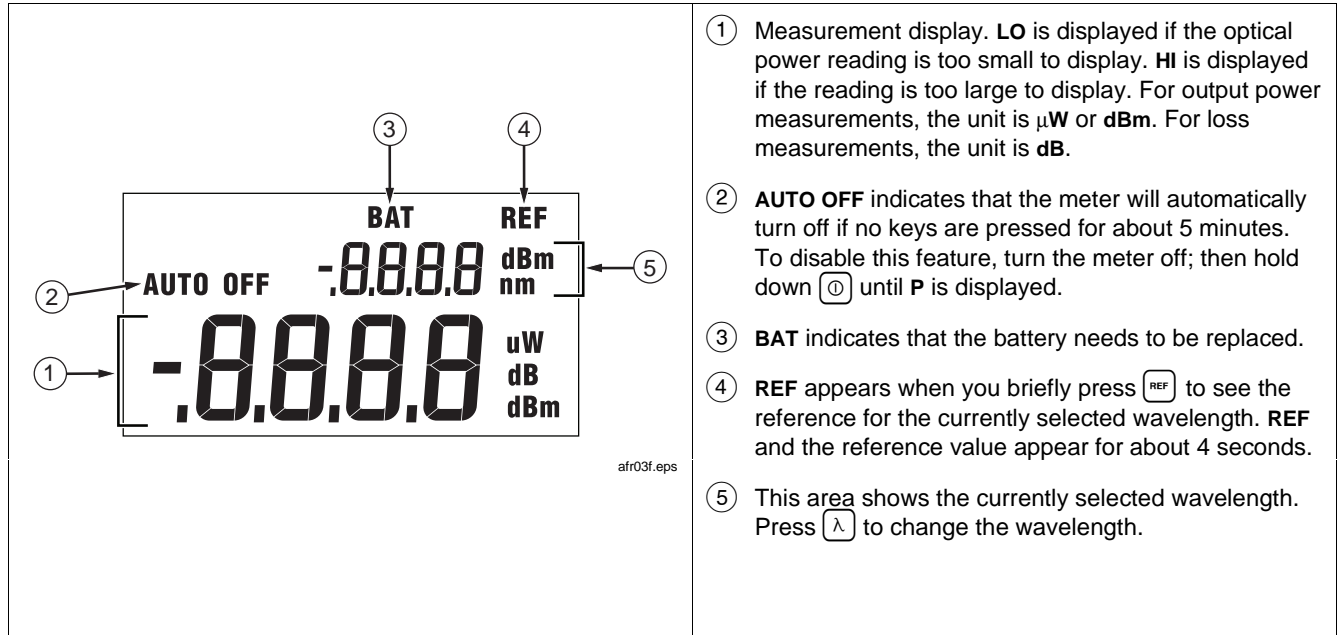 3
4
BAT REF
-.8.8.8.8 dBm
nm
5
AUTO OFF
2
-.8.8.8.8 uW
dB
dBm
1
afr03f.eps
1 Measurement display. LO is displayed if the optical
power reading is too small to display. HI is displayed
if the reading is too large to display. For output power
measurements, the unit is μW or dBm. For loss
measurements, the unit is dB.
2 AUTO OFF indicates that the meter will automatically
turn off if no keys are pressed for about 5 minutes.
To disable this feature, turn the meter off; then hold
down until P is displayed.
3 BAT indicates that the battery needs to be replaced.
4 REF appears when you briefly press REF to see the
reference for the currently selected wavelength. REF
and the reference value appear for about 4 seconds.
5 This area shows the currently selected wavelength.
Press λ to change the wavelength.